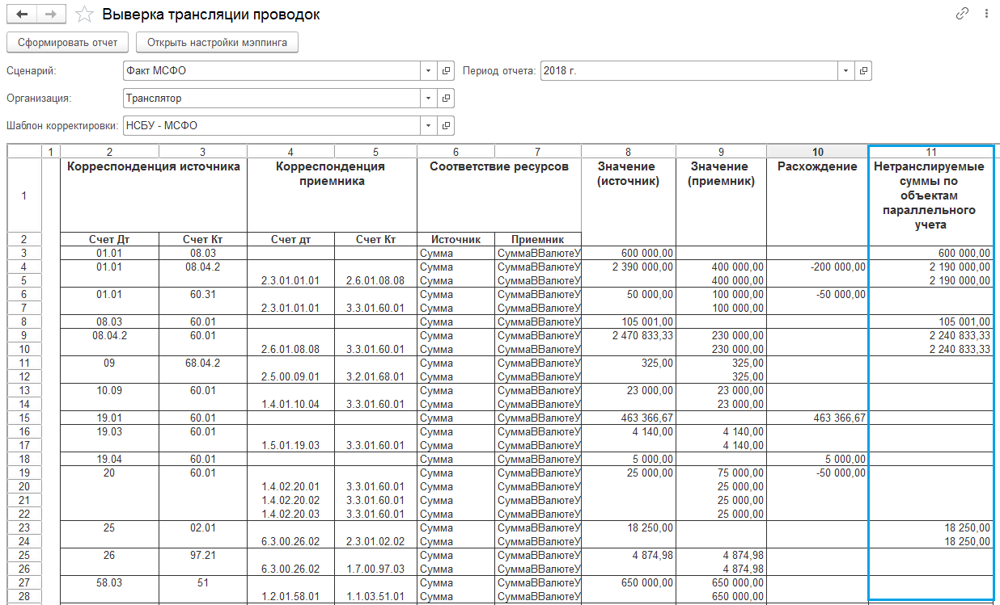 Выверка трансляции проводок
Сформировать отчет Открыть настройки мэппинга
Сценарий: Факт МСФО Период отчета: 2018 г.
Организация: Транслятор
Шаблон корректировки: НСБУ - МСФО
1 2 3 4 5 6 7 8 9 10 11
1 Корреспонденция источника Корреспонденция приемника Соответствие ресурсов Значение (источник) Значение (приемник) Расхождение Нетранслируемые суммы по объектам параллельного учета
2 Счет Дт Счет Кт Счет дт Счет Кт Источник Приемник
3 01.01 08.03 Сумма СуммаВВалютеУ 600 000,00 600 000,00
4 01.01 08.04.2 Сумма СуммаВВалютеУ 2 390 000,00 400 000,00 -200 000,00 2 190 000,00
5 2.3.01.01.01 2.6.01.08.08 Сумма СуммаВВалютеУ 400 000,00 2 190 000,00
6 01.01 60.31 Сумма СуммаВВалютеУ 50 000,00 100 000,00 -50 000,00
7 2.3.01.01.01 3.3.01.60.01 Сумма СуммаВВалютеУ 100 000,00
8 08.03 60.01 Сумма СуммаВВалютеУ 105 001,00 105 001,00
9 08.04.2 60.01 Сумма СуммаВВалютеУ 2 470 833,33 230 000,00 2 240 833,33
10 2.6.01.08.08 3.3.01.60.01 Сумма СуммаВВалютеУ 230 000,00 2 240 833,33
11 09 68.04.2 Сумма СуммаВВалютеУ 325,00 325,00
12 2.5.00.09.01 3.2.01.68.01 Сумма СуммаВВалютеУ 325,00
13 10.09 60.01 Сумма СуммаВВалютеУ 23 000,00 23 000,00
14 1.4.01.10.04 3.3.01.60.01 Сумма СуммаВВалютеУ 23 000,00
15 19.01 60.01 Сумма СуммаВВалютеУ 463 366,67 463 366,67
16 19.03 60.01 Сумма СуммаВВалютеУ 4 140,00 4 140,00
17 1.5.01.19.03 3.3.01.60.01 Сумма СуммаВВалютеУ 4 140,00
18 19.04 60.01 Сумма СуммаВВалютеУ 5 000,00 5 000,00
19 20 60.01 Сумма СуммаВВалютеУ 25 000,00 75 000,00 -50 000,00
20 1.4.02.20.01 3.3.01.60.01 Сумма СуммаВВалютеУ 25 000,00
21 1.4.02.20.02 3.3.01.60.01 Сумма СуммаВВалютеУ 25 000,00
22 1.4.02.20.03 3.3.01.60.01 Сумма СуммаВВалютеУ 25 000,00
23 25 02.01 Сумма СуммаВВалютеУ 18 250,00 18 250,00
24 6.3.00.26.02 2.3.01.02.02 Сумма СуммаВВалютеУ 18 250,00
25 26 97.21 Сумма СуммаВВалютеУ 4 874,98 4 874,98
26 6.3.00.26.02 1.7.00.97.03 Сумма СуммаВВалютеУ 4 874,98
27 58.03 51 Сумма СуммаВВалютеУ 650 000,00 650 000,00
28 1.2.01.58.01 1.1.03.51.01 Сумма СуммаВВалютеУ 650 000,00